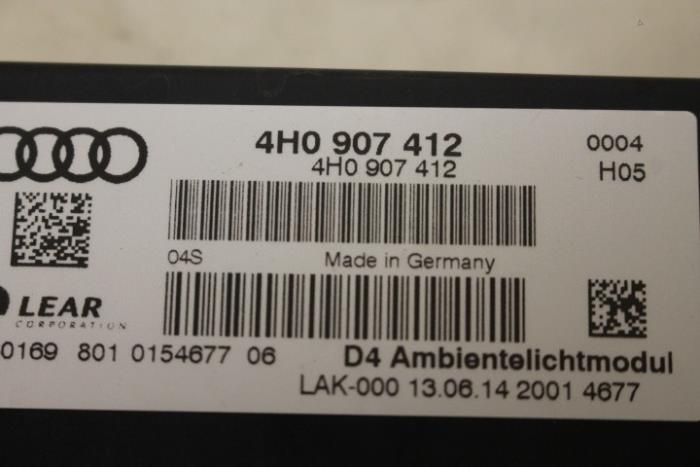 4H0 907 412
4H0 907 412
0004
H05
04S
Made in Germany
LEAR
CORPORATION
0169 801 0154677 06
D4 Ambientelichtmodul
LAK-000 13.06.14 2001 4677